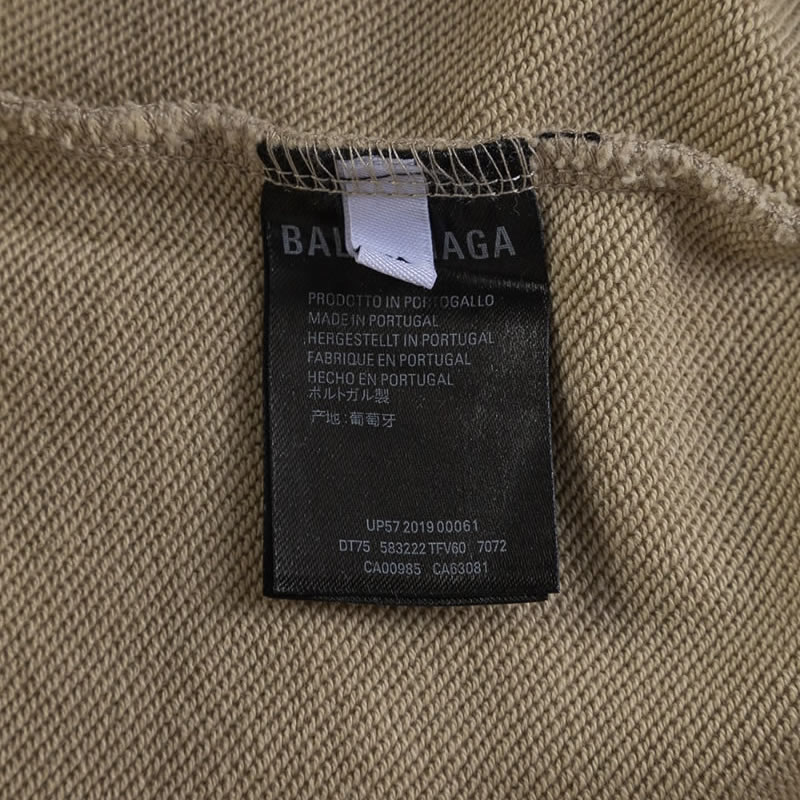 BAL NAGA
PRODOTTO IN PORTOGALLO
MADE IN PORTUGAL
HERGESTELLT IN PORTUGAL
FABRIQUE EN PORTUGAL
HECHO EN PORTUGAL
ポルトガル製
产地:葡萄牙
UP57 2019 00061
DT75 583222 TFV60 7072
CA00985 CA63081